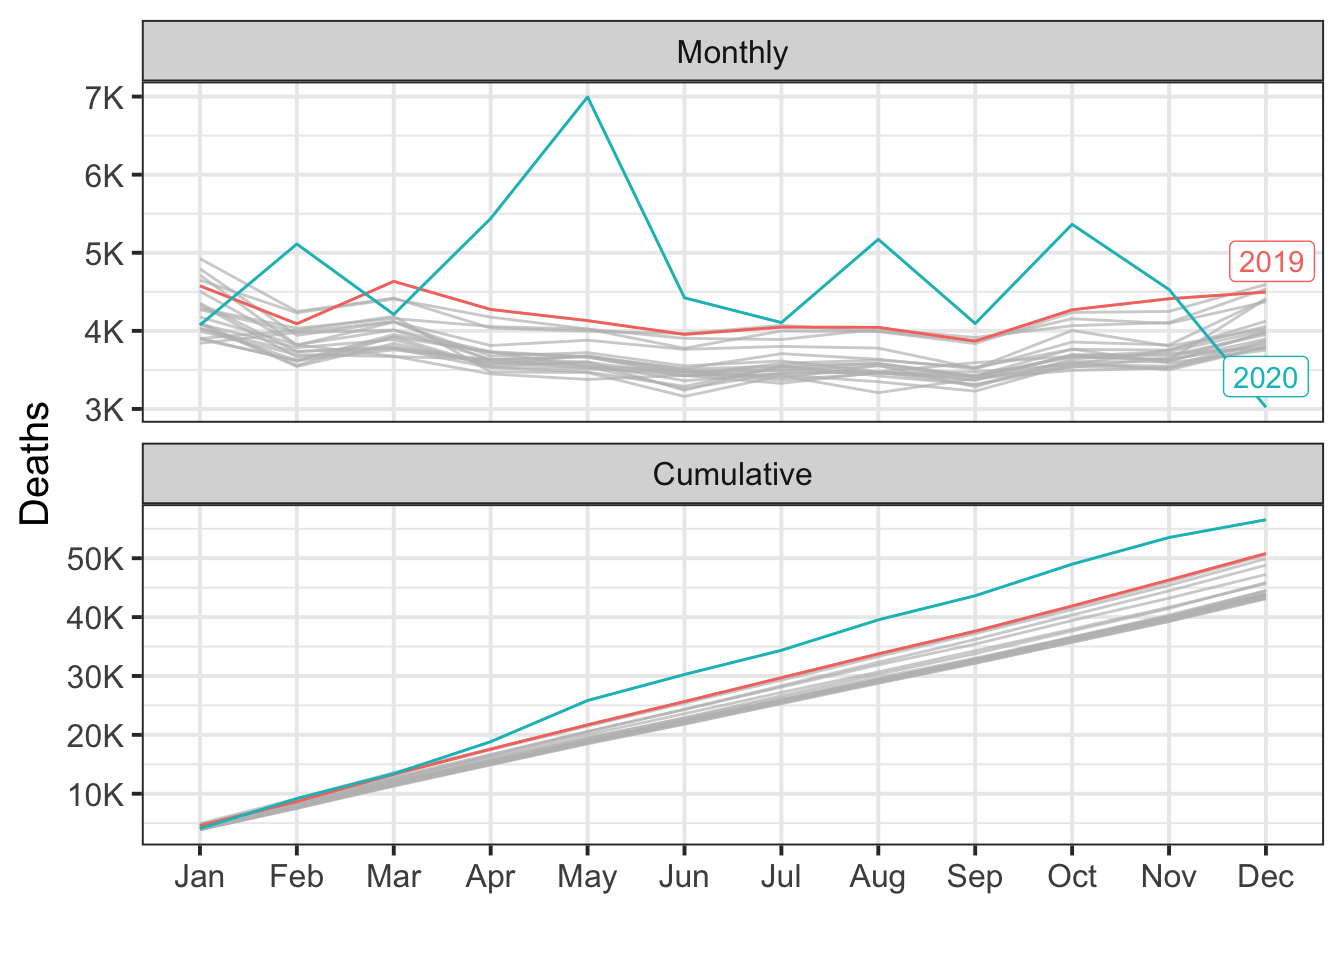 Monthly
7K
6K
5K
4K
3K
2019
2020
Deaths
Cumulative
50K
40K
30K
20K
10K
Jan Feb Mar Apr May Jun Jul Aug Sep Oct Nov Dec